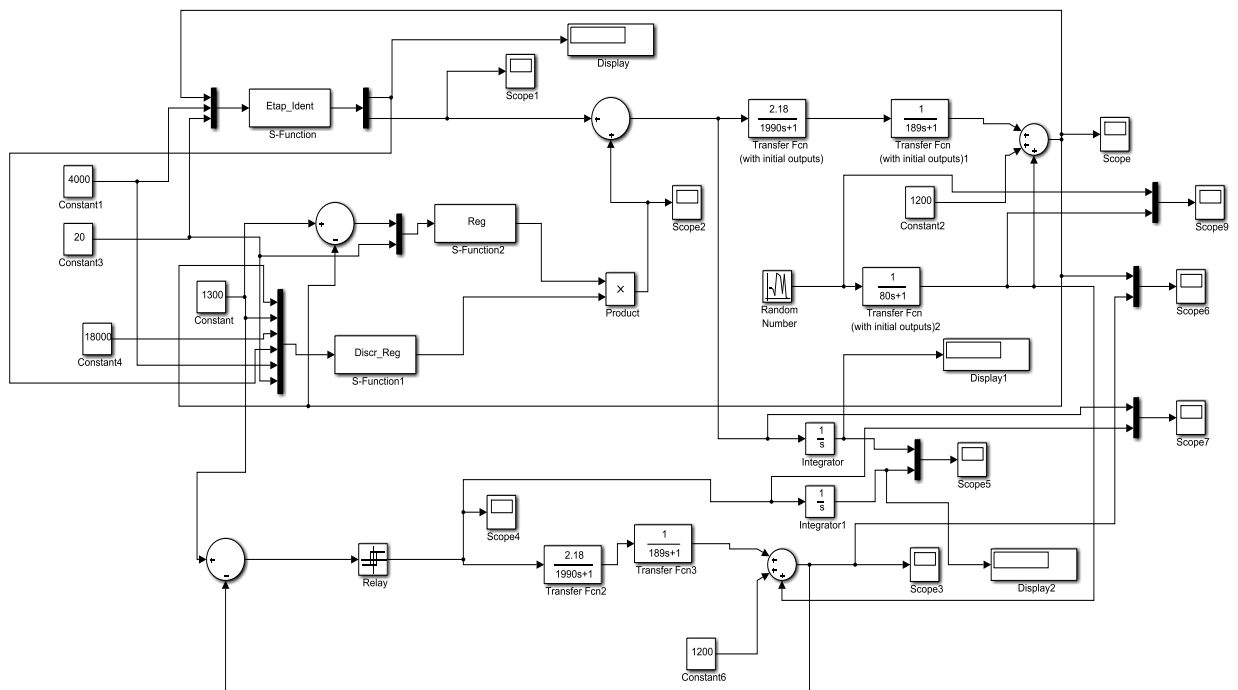 Display
Scope1
Etap_Ident
S-Function
2.18
1990s+1
Transfer Fcn
(with initial outputs)
1
189s+1
Transfer Fcn
(with initial outputs)1
Scope
4000
Constant1
20
Constant3
Reg
S-Function2
Scope2
1200
Constant2
Scope9
1300
Constant
×
Product
Random
Number
1
80s+1
Transfer Fcn
(with initial outputs)2
Scope6
18000
Constant4
Discr_Reg
S-Function1
Display1
Scope7
1
s
Integrator
Scope5
1
s
Integrator1
Scope4
Relay
2.18
1990s+1
Transfer Fcn2
1
189s+1
Transfer Fcn3
Scope3
Display2
1200
Constant6